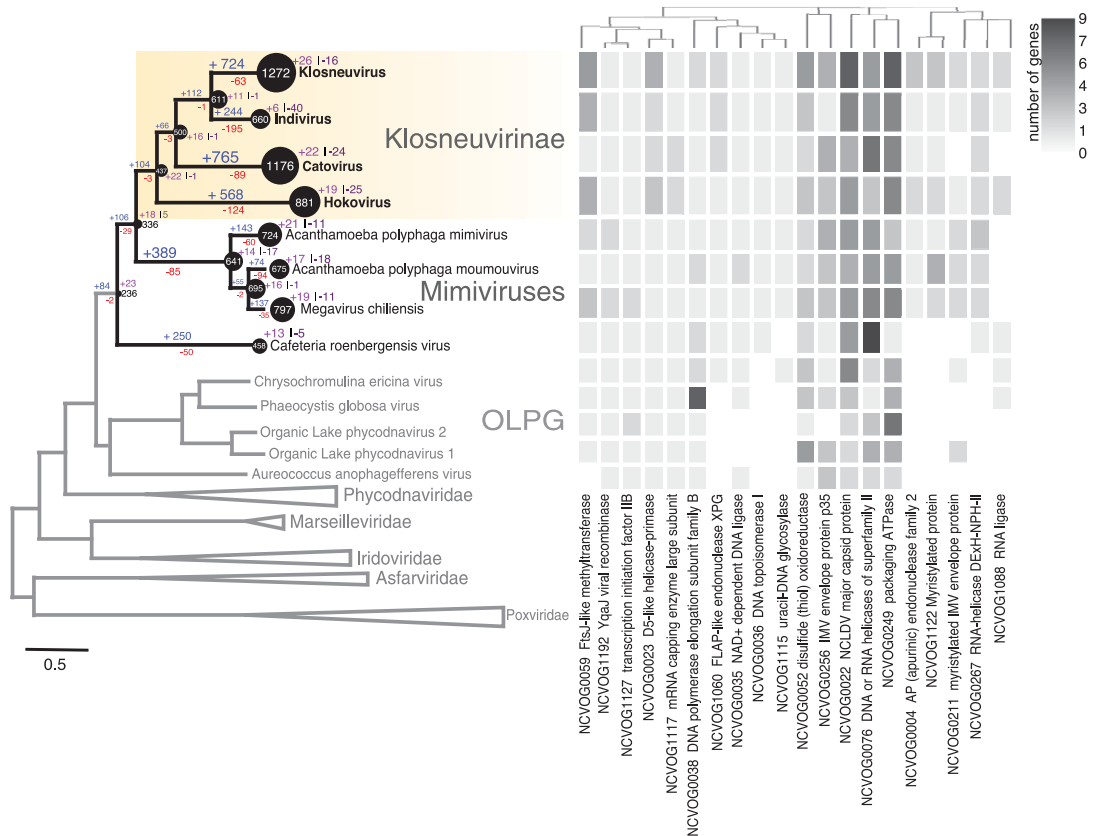 + 724
-63
1272
+26 I-16
Klosneuvirus
+112
-1
611
+11 I-1
+ 244
-195
660
+6 I-40
Indivirus
+66
-3
500
+16 I-1
+765
-89
1176
+22 I-24
Catovirus
Klosneuvirinae
+104
-3
437
+22 I-1
+ 568
-124
881
+19 I-25
Hokovirus
+106
-29
+18 I5
336
+389
-85
641
+14 I-17
+143
-60
724
+21 I-11
Acanthamoeba polyphaga mimivirus
+74
-94
675
+17 I-18
Acanthamoeba polyphaga moumouvirus
+55
-2
695
+16 I-1
Mimiviruses
+137
-35
797
+19 I-11
Megavirus chiliensis
+84
-2
+23
236
+ 250
-50
458
+13 I-5
Cafeteria roenbergensis virus
Chrysochromulina ericina virus
Phaeocystis globosa virus
OLPG
Organic Lake phycodnavirus 2
Organic Lake phycodnavirus 1
Aureococcus anophagefferens virus
Phycodnaviridae
Marseilleviridae
Iridoviridae
Asfarviridae
Poxviridae
0.5
number of genes
9
7
6
4
3
1
0
NCVOG0059 FtsJ-like methyltransferase
NCVOG1192 YqaJ viral recombinase
NCVOG1127 transcription initiation factor IIB
NCVOG0023 D5-like helicase-primase
NCVOG1117 mRNA capping enzyme large subunit
NCVOG0038 DNA polymerase elongation subunit family B
NCVOG1060 FLAP-like endonuclease XPG
NCVOG0035 NAD+ dependent DNA ligase
NCVOG0036 DNA topoisomerase I
NCVOG1115 uracil-DNA glycosylase
NCVOG0052 disulfide (thiol) oxidoreductase
NCVOG0256 IMV envelope protein p35
NCVOG0022 NCLDV major capsid protein
NCVOG0076 DNA or RNA helicases of superfamily II
NCVOG0249 packaging ATPase
NCVOG0004 AP (apurinic) endonuclease family 2
NCVOG1122 Myristylated protein
NCVOG0211 myristylated IMV envelope protein
NCVOG0267 RNA-helicase DExH-NPH-II
NCVOG1088 RNA ligase